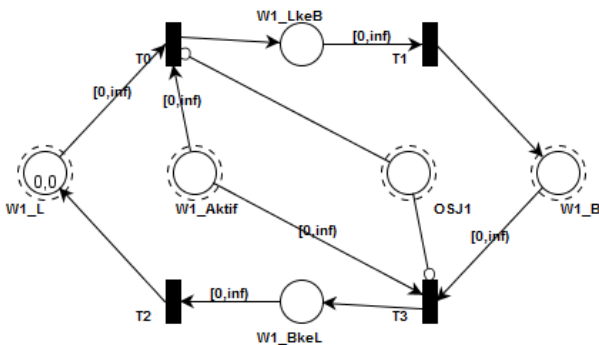 W1_LkeB
[0,inf)
T0
T1
[0,inf)
[0,inf)
0,0
W1_L
W1_Aktif
OSJ1
W1_B
[0,inf)
[0,inf)
[0,inf)
T2
T3
W1_BkeL